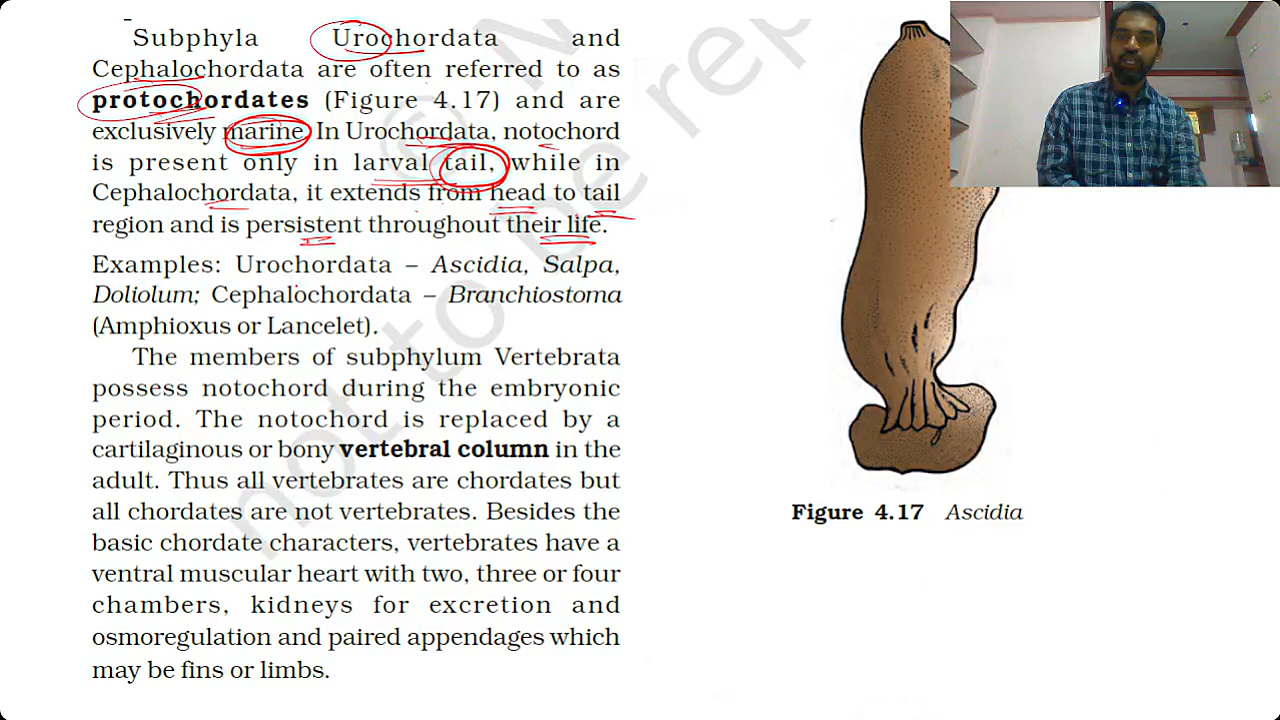 Subphyla Urochordata and
Cephalochordata are often referred to as
protochordates (Figure 4.17) and are
exclusively marine. In Urochordata, notochord
is present only in larval tail, while in
Cephalochordata, it extends from head to tail
region and is persistent throughout their life.
Examples: Urochordata – Ascidia, Salpa,
Doliolum; Cephalochordata – Branchiostoma
(Amphioxus or Lancelet).
The members of subphylum Vertebrata
possess notochord during the embryonic
period. The notochord is replaced by a
cartilaginous or bony vertebral column in the
adult. Thus all vertebrates are chordates but
all chordates are not vertebrates. Besides the
basic chordate characters, vertebrates have a
ventral muscular heart with two, three or four
chambers, kidneys for excretion and
osmoregulation and paired appendages which
may be fins or limbs.
Figure 4.17 Ascidia
© N
not to be rep